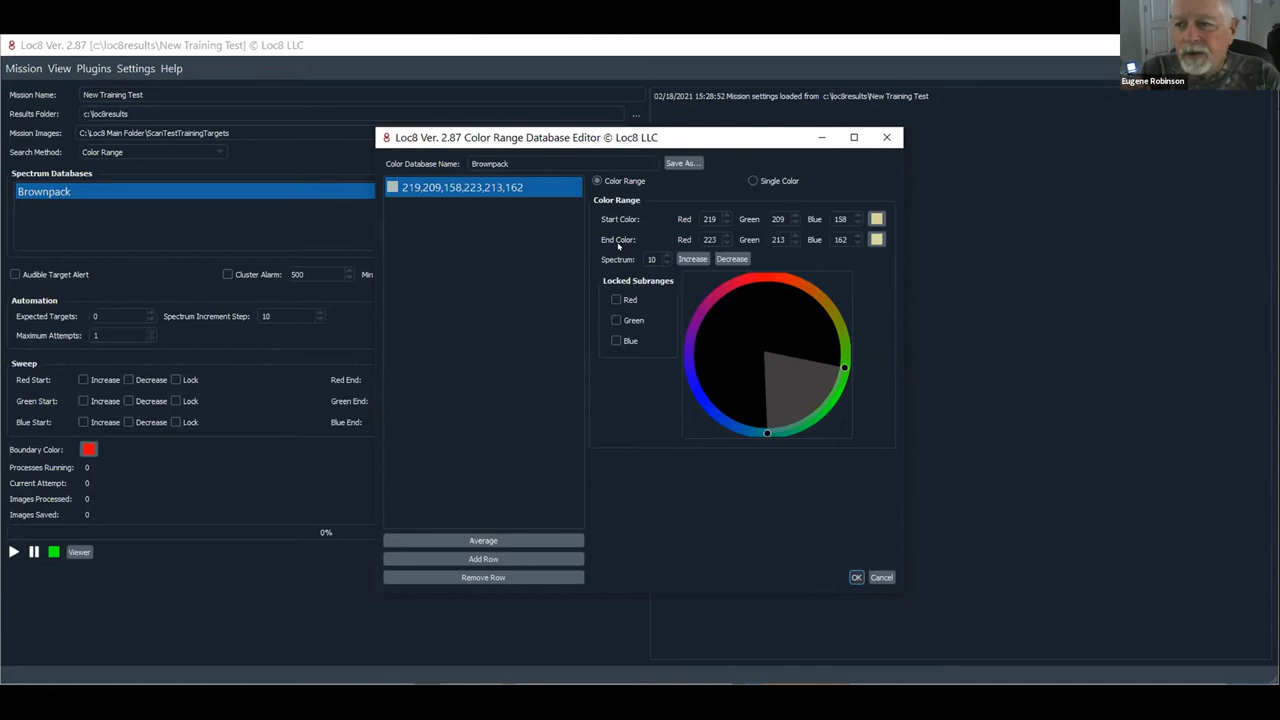 Loc8 Ver. 2.87 [c:\loc8results\New Training Test] © Loc8 LLC
Eugene Robinson
Mission View Plugins Settings Help
Mission Name: New Training Test
02/18/2021 15:28:52 Mission settings loaded from c:\loc8results\New Training Test
Results Folder: c:\loc8results ...
Mission Images: C:\Loc8 Main Folder\ScanTestTrainingTargets
Search Method: Color Range
Spectrum Databases
Brownpack
Audible Target Alert Cluster Alarm: 500 Min
Automation
Expected Targets: 0 Spectrum Increment Step: 10
Maximum Attempts: 1
Sweep
Red Start: Increase Decrease Lock Red End:
Green Start: Increase Decrease Lock Green End:
Blue Start: Increase Decrease Lock Blue End:
Boundary Color:
Processes Running: 0
Current Attempt: 0
Images Processed: 0
Images Saved: 0
0%
Viewer
Loc8 Ver. 2.87 Color Range Database Editor © Loc8 LLC
Color Database Name: Brownpack Save As...
219,209,158,223,213,162
Color Range Single Color
Color Range
Start Color: Red 219 Green 209 Blue 158
End Color: Red 223 Green 213 Blue 162
Spectrum: 10 Increase Decrease
Locked Subranges
Red
Green
Blue
Average
Add Row
Remove Row
OK Cancel